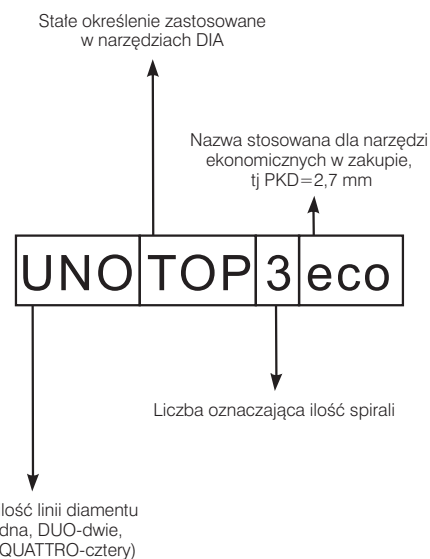 Stałe określenie zastosowane
w narzędziach DIA
Nazwa stosowana dla narzędzi
ekonomicznych w zakupie,
tj PKD=2,7 mm
UNO TOP 3 eco
Liczba oznaczająca ilość spirali
ilość linii diamentu
dna, DUO-dwie,
QUATTRO-cztery)